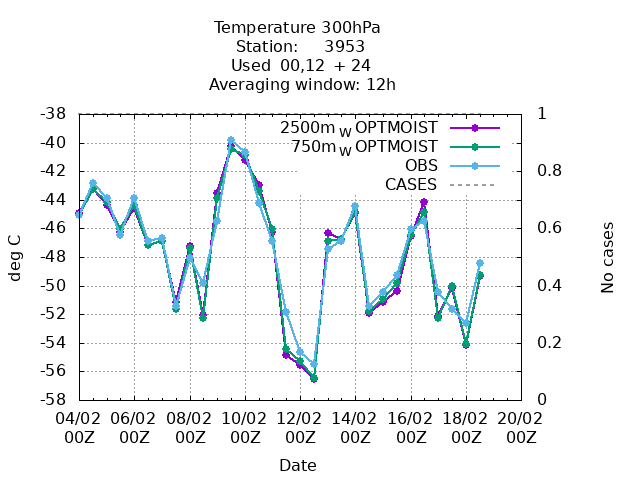 Temperature 300hPa
Station: 3953
Used 00,12 + 24
Averaging window: 12h
-38
-40
-42
-44
-46
-48
-50
-52
-54
-56
-58
1
0.8
0.6
0.4
0.2
0
deg C
No cases
2500m W OPTMOIST
750m W OPTMOIST
OBS
CASES
04/02 06/02 08/02 10/02 12/02 14/02 16/02 18/02 20/02
00Z 00Z 00Z 00Z 00Z 00Z 00Z 00Z 00Z
Date